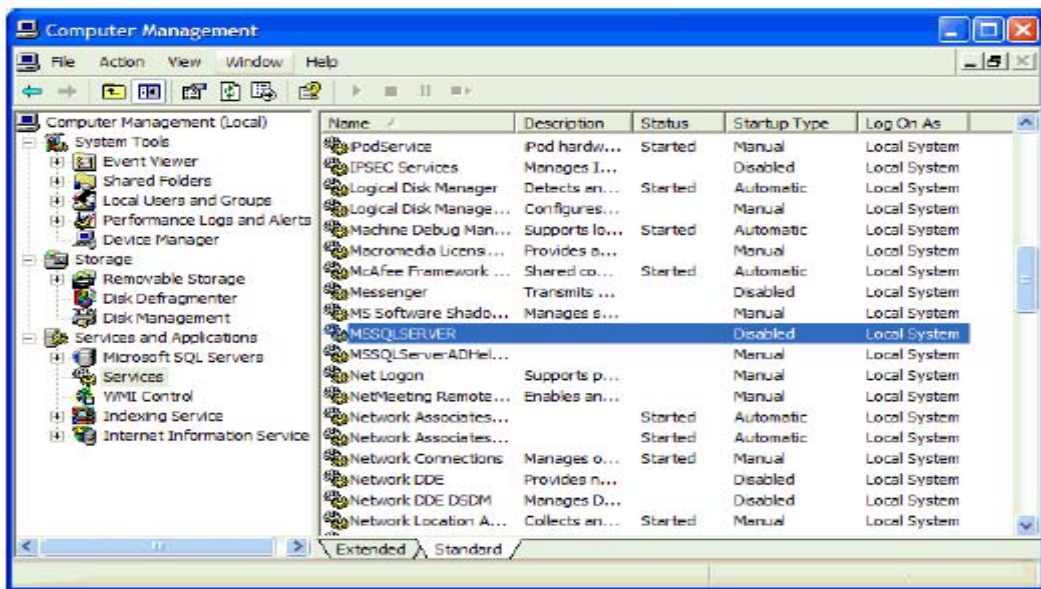 Computer Management
File Action View Window Help
Computer Management (Local)
System Tools
Event Viewer
Shared Folders
Local Users and Groups
Performance Logs and Alerts
Device Manager
Storage
Removable Storage
Disk Defragmenter
Disk Management
Services and Applications
Microsoft SQL Servers
Services
WMI Control
Indexing Service
Internet Information Service
Name Description Status Startup Type Log On As
iPodService iPod hardw... Started Manual Local System
IPSEC Services Manages I... Disabled Local System
Logical Disk Manager Detects an... Started Automatic Local System
Logical Disk Manage... Configures... Manual Local System
Machine Debug Man... Supports lo... Started Automatic Local System
Macromedia Licens... Provides a... Manual Local System
McAfee Framework ... Shared co... Started Automatic Local System
Messenger Transmits ... Disabled Local System
MS Software Shado... Manages s... Manual Local System
MSSQLSERVER Disabled Local System
MSSQLServerADHel... Manual Local System
Net Logon Supports p... Manual Local System
NetMeeting Remote... Enables an... Manual Local System
Network Associates... Started Automatic Local System
Network Associates... Started Automatic Local System
Network Connections Manages o... Started Manual Local System
Network DDE Provides n... Disabled Local System
Network DDE DSDM Manages D... Disabled Local System
Network Location A... Collects an... Started Manual Local System
Extended Standard